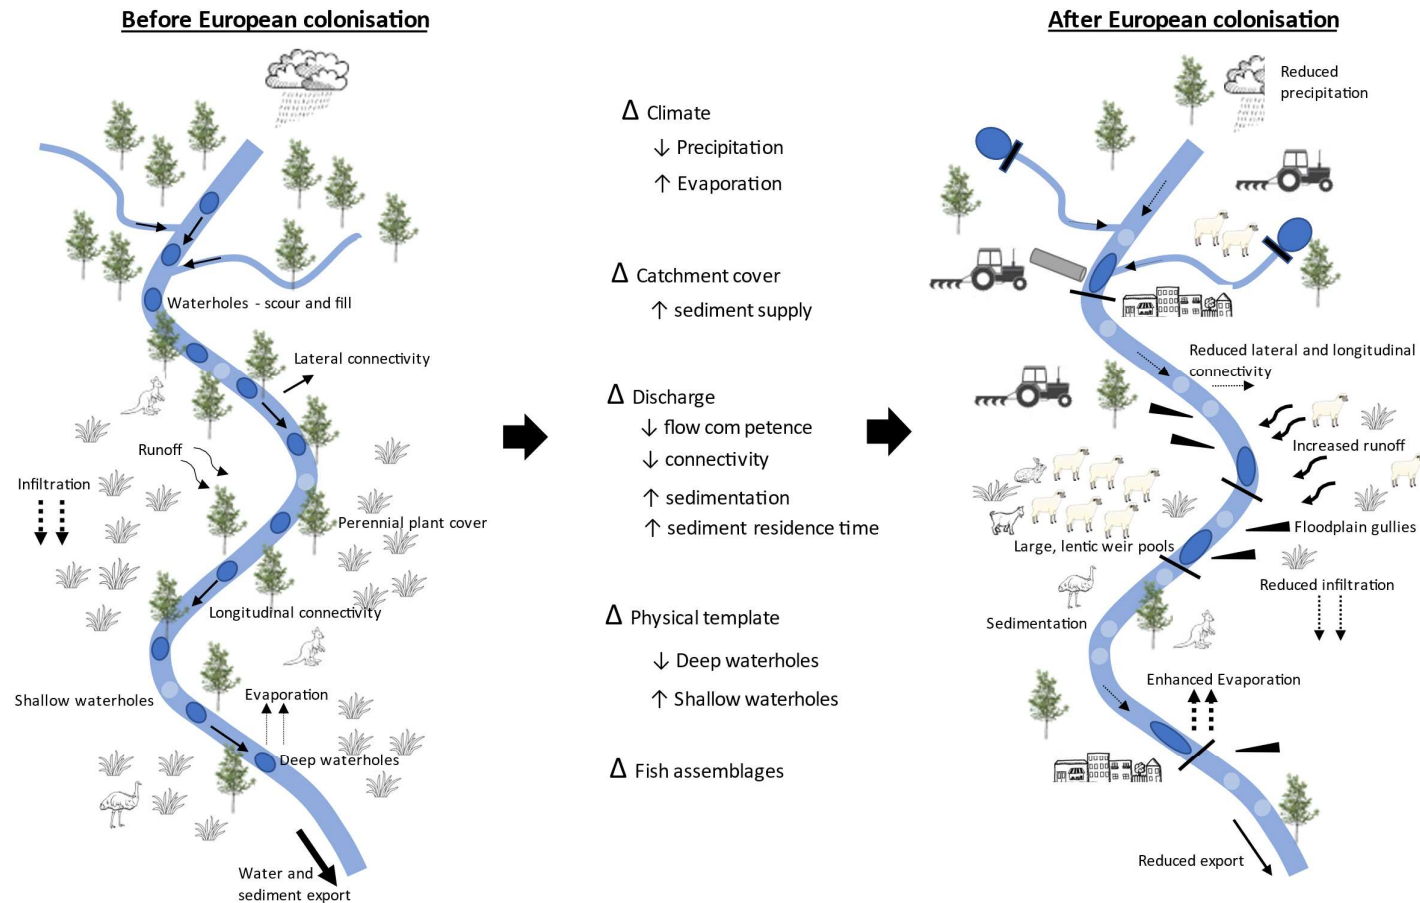 Before European colonisation
Waterholes - scour and fill
Lateral connectivity
Runoff
Infiltration
Perennial plant cover
Longitudinal connectivity
Shallow waterholes
Evaporation
Deep waterholes
Water and
sediment export
Δ Climate
↓ Precipitation
↑ Evaporation
Δ Catchment cover
↑ sediment supply
Δ Discharge
↓ flow com petence
↓ connectivity
↑ sedimentation
↑ sediment residence time
Δ Physical template
↓ Deep waterholes
↑ Shallow waterholes
Δ Fish assemblages
After European colonisation
Reduced
precipitation
Reduced lateral and longitudinal
connectivity
Increased runoff
Floodplain gullies
Large, lentic weir pools
Reduced infiltration
Sedimentation
Enhanced Evaporation
Reduced export